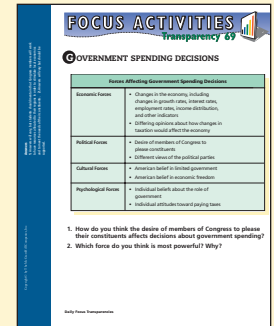 FOCUS ACTIVITIES
Transparency 69
GOVERNMENT SPENDING DECISIONS
Forces Affecting Government Spending Decisions
Economic Forces
• Changes in the economy, including
changes in growth rates, interest rates,
employment rates, income distribution,
and other indicators
• Differing opinions about how changes in
taxation would affect the economy
Political Forces
• Desire of members of Congress to
please constituents
• Different views of the political parties
Cultural Forces
• American belief in limited government
• American belief in economic freedom
Psychological Forces
• Individual beliefs about the role of
government
• Individual attitudes toward paying taxes
1. How do you think the desire of members of Congress to please
their constituents affects decisions about government spending?
2. Which force do you think is most powerful? Why?
Daily Focus Transparencies